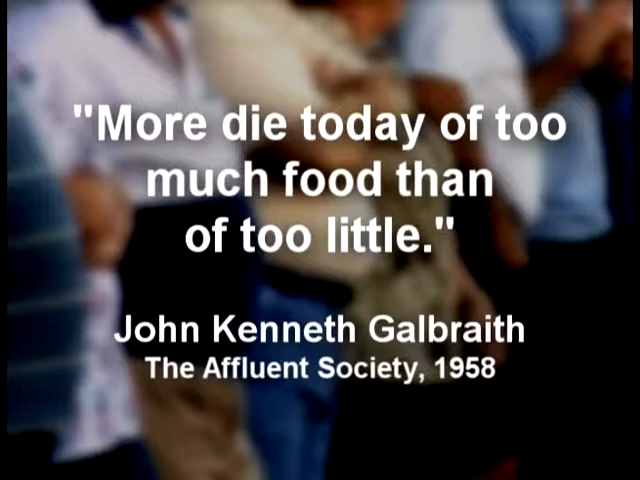 "More die today of too
much food than
of too little."
John Kenneth Galbraith
The Affluent Society, 1958